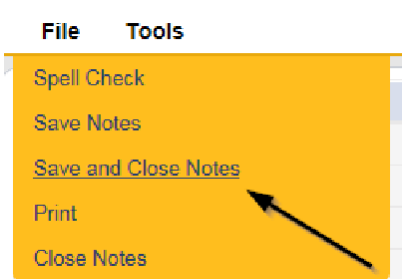 File Tools
Spell Check
Save Notes
Save and Close Notes
Print
Close Notes